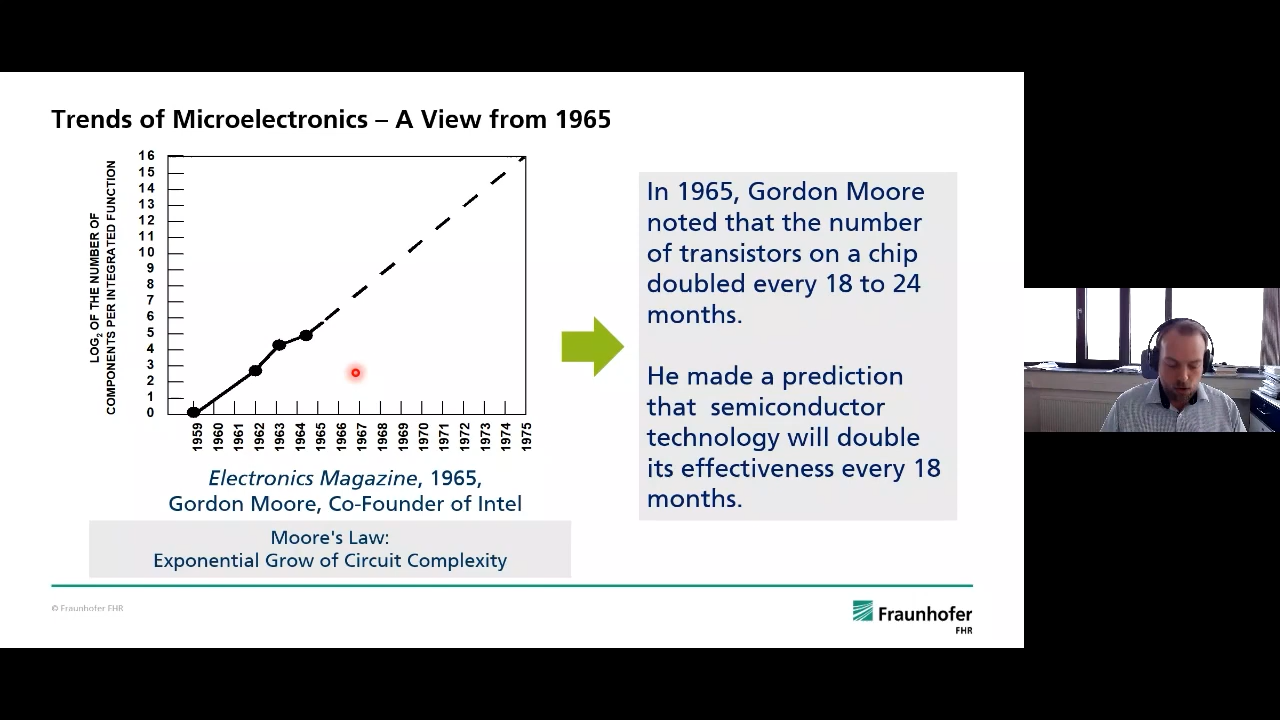 Trends of Microelectronics – A View from 1965
LOG2 OF THE NUMBER OF
COMPONENTS PER INTEGRATED FUNCTION
16
15
14
13
12
11
10
9
8
7
6
5
4
3
2
1
0
1959
1960
1961
1962
1963
1964
1965
1966
1967
1968
1969
1970
1971
1972
1973
1974
1975
Electronics Magazine, 1965,
Gordon Moore, Co-Founder of Intel
Moore's Law:
Exponential Grow of Circuit Complexity
In 1965, Gordon Moore
noted that the number
of transistors on a chip
doubled every 18 to 24
months.
He made a prediction
that semiconductor
technology will double
its effectiveness every 18
months.
© Fraunhofer FHR
Fraunhofer
FHR